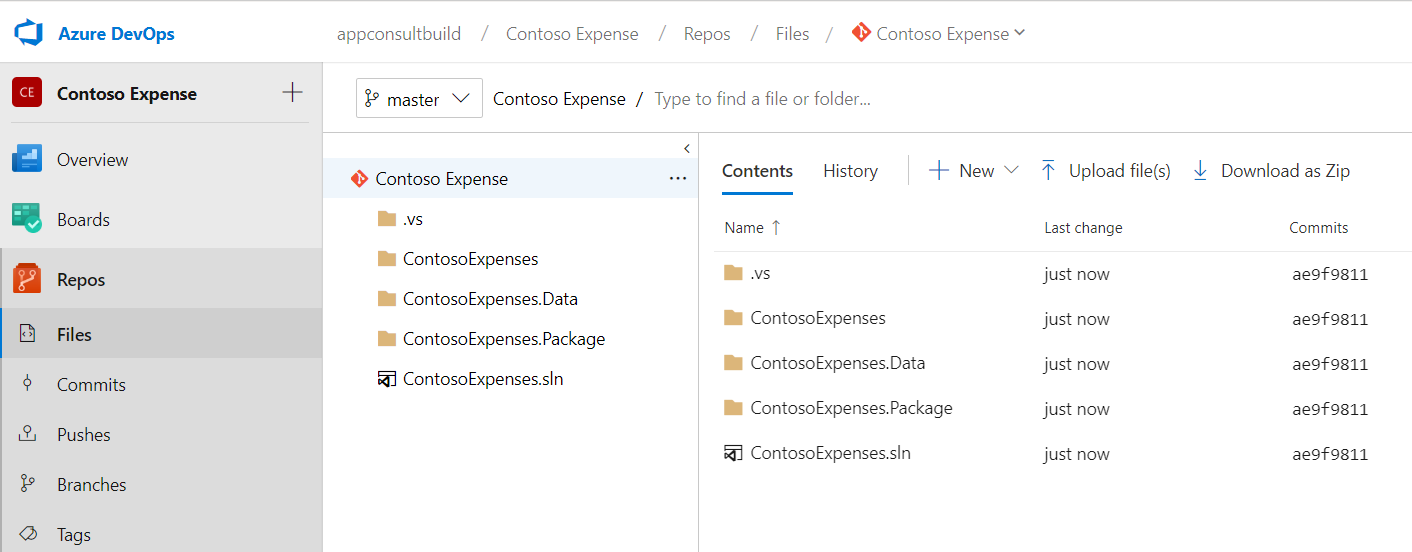 Azure DevOps
appconsultbuild / Contoso Expense / Repos / Files / Contoso Expense
CE Contoso Expense
Overview
Boards
Repos
Files
Commits
Pushes
Branches
Tags
master Contoso Expense / Type to find a file or folder...
Contoso Expense ...
.vs
ContosoExpenses
ContosoExpenses.Data
ContosoExpenses.Package
ContosoExpenses.sln
Contents History New Upload file(s) Download as Zip
Name Last change Commits
.vs just now ae9f9811
ContosoExpenses just now ae9f9811
ContosoExpenses.Data just now ae9f9811
ContosoExpenses.Package just now ae9f9811
ContosoExpenses.sln just now ae9f9811